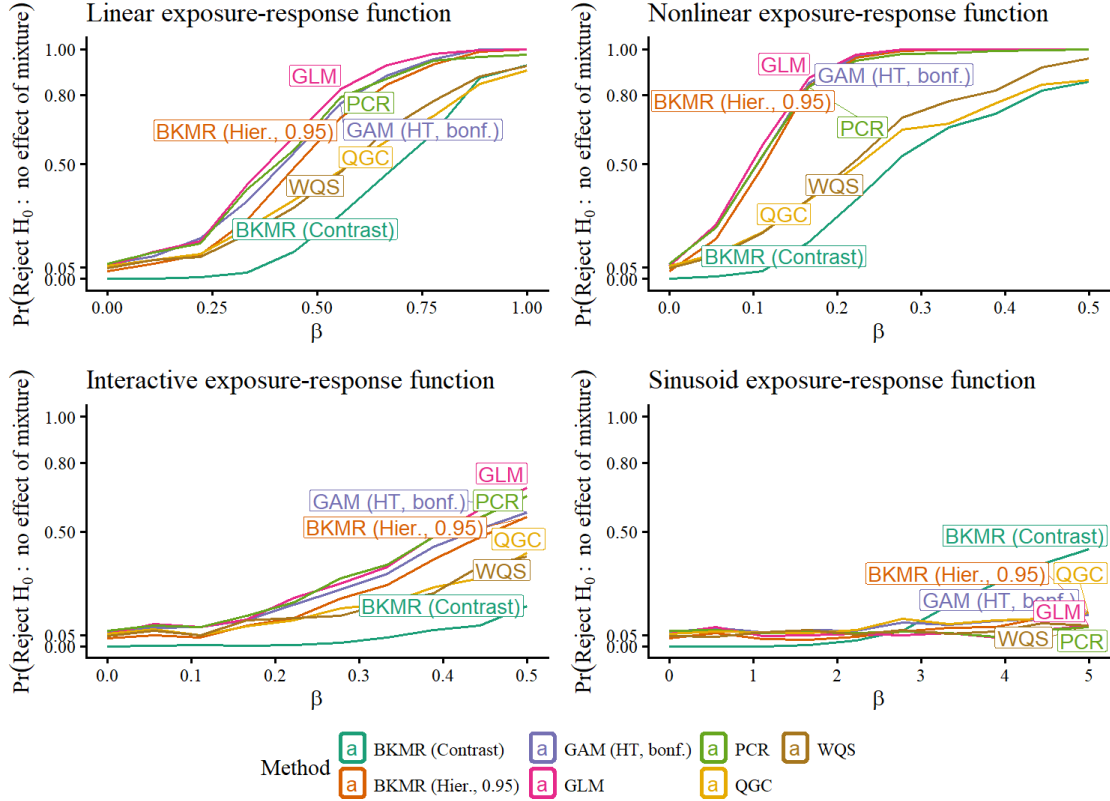 Linear exposure-response function
Pr(Reject H0 : no effect of mixture)
1.00
0.80
0.50
0.05
0.00
GLM
PCR
BKMR (Hier., 0.95)
GAM (HT, bonf.)
QGC
WQS
BKMR (Contrast)
0.00 0.25 0.50 0.75 1.00
β
Nonlinear exposure-response function
Pr(Reject H0 : no effect of mixture)
1.00
0.80
0.50
0.05
0.00
GLM
GAM (HT, bonf.)
BKMR (Hier., 0.95)
PCR
WQS
QGC
BKMR (Contrast)
0.0 0.1 0.2 0.3 0.4 0.5
β
Interactive exposure-response function
Pr(Reject H0 : no effect of mixture)
1.00
0.80
0.50
0.05
0.00
GLM
GAM (HT, bonf.)
PCR
BKMR (Hier., 0.95)
QGC
WQS
BKMR (Contrast)
0.0 0.1 0.2 0.3 0.4 0.5
β
Sinusoid exposure-response function
Pr(Reject H0 : no effect of mixture)
1.00
0.80
0.50
0.05
0.00
BKMR (Contrast)
BKMR (Hier., 0.95)
QGC
GAM (HT, bonf.)
GLM
WQS
PCR
0 1 2 3 4 5
β
Method
a BKMR (Contrast) a GAM (HT, bonf.) a PCR a WQS
a BKMR (Hier., 0.95) a GLM a QGC